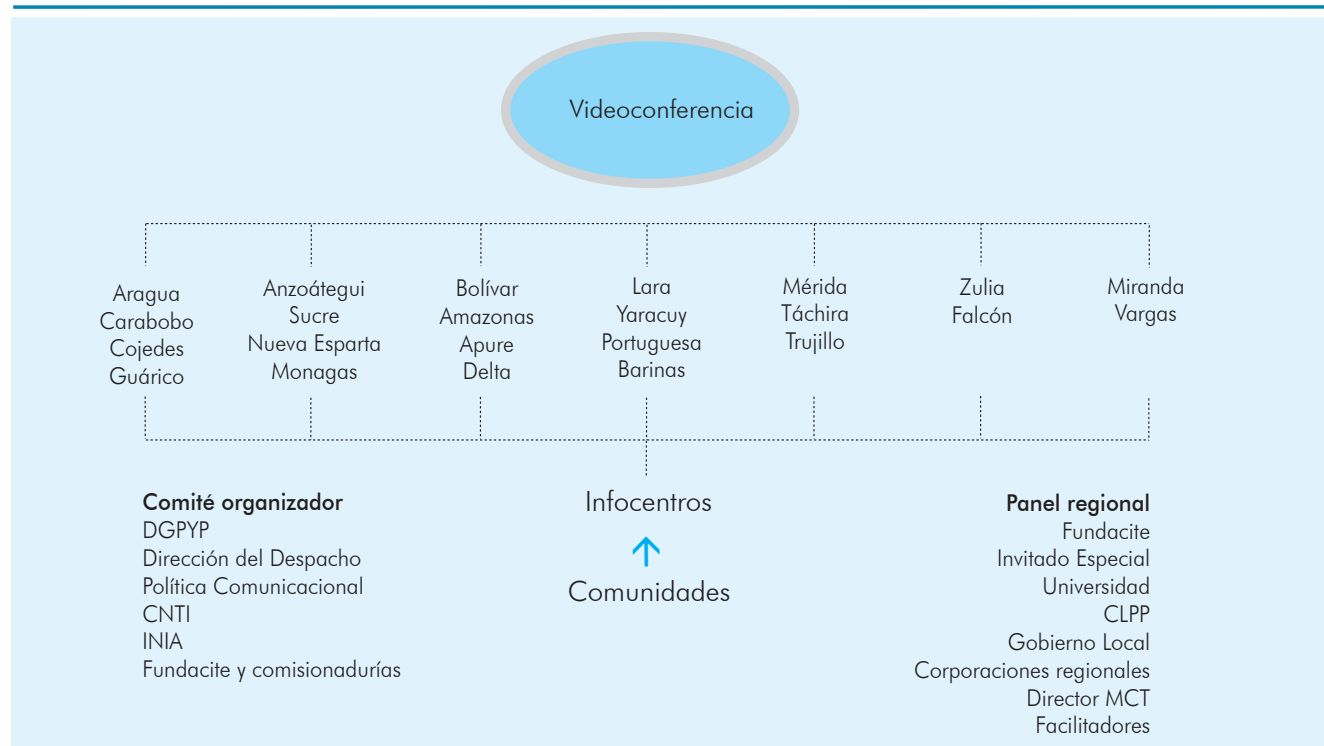 Videoconferencia
Aragua
Carabobo
Cojedes
Guárico
Anzoátegui
Sucre
Nueva Esparta
Monagas
Bolívar
Amazonas
Apure
Delta
Lara
Yaracuy
Portuguesa
Barinas
Mérida
Táchira
Trujillo
Zulia
Falcón
Miranda
Vargas
Comité organizador
DGPYP
Dirección del Despacho
Política Comunicacional
CNTI
INIA
Fundacite y comisionadurías
Infocentros
Comunidades
Panel regional
Fundacite
Invitado Especial
Universidad
CLPP
Gobierno Local
Corporaciones regionales
Director MCT
Facilitadores